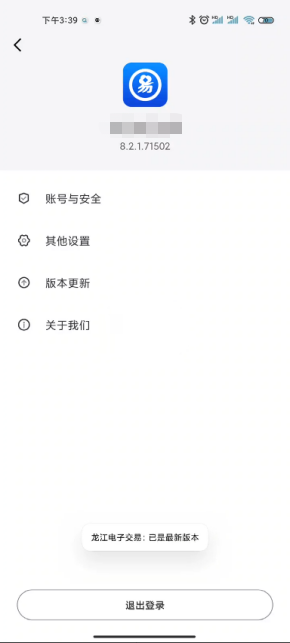 下午3:39
易
8.2.1.71502
账号与安全
其他设置
版本更新
关于我们
龙江电子交易: 已是最新版本
退出登录